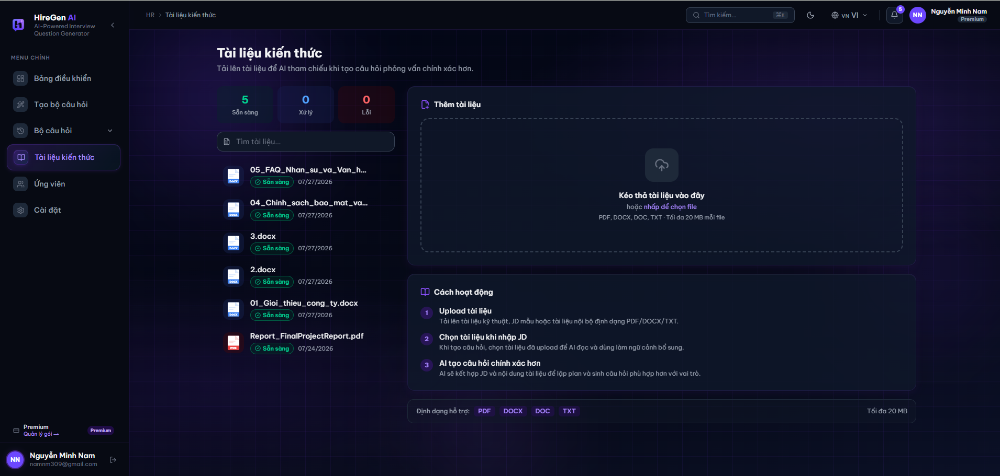 HireGen AI
AI-Powered Interview
Question Generator
MENU CHÍNH
Bảng điều khiển
Tạo bộ câu hỏi
Bộ câu hỏi
Tài liệu kiến thức
Ứng viên
Cài đặt
Premium
Quản lý gói →
Premium
NN
Nguyễn Minh Nam
namnm309@gmail.com
HR > Tài liệu kiến thức
Tìm kiếm...
⌘K
VN VI
5
NN
Nguyễn Minh Nam
Premium
Tài liệu kiến thức
Tải lên tài liệu để AI tham chiếu khi tạo câu hỏi phỏng vấn chính xác hơn.
5
Sẵn sàng
0
Xử lý
0
Lỗi
Tìm tài liệu...
DOCX
05_FAQ_Nhan_su_va_Van_h...
Sẵn sàng 07/27/2026
DOCX
04_Chinh_sach_bao_mat_va...
Sẵn sàng 07/27/2026
DOCX
3.docx
Sẵn sàng 07/27/2026
DOCX
2.docx
Sẵn sàng 07/27/2026
DOCX
01_Gioi_thieu_cong_ty.docx
Sẵn sàng 07/27/2026
PDF
Report_FinalProjectReport.pdf
Sẵn sàng 07/24/2026
Thêm tài liệu
Kéo thả tài liệu vào đây
hoặc nhấp để chọn file
PDF, DOCX, DOC, TXT · Tối đa 20 MB mỗi file
Cách hoạt động
1
Upload tài liệu
Tải lên tài liệu kỹ thuật, JD mẫu hoặc tài liệu nội bộ định dạng PDF/DOCX/TXT.
2
Chọn tài liệu khi nhập JD
Khi tạo câu hỏi, chọn tài liệu đã upload để AI đọc và dùng làm ngữ cảnh bổ sung.
3
AI tạo câu hỏi chính xác hơn
AI sẽ kết hợp JD và nội dung tài liệu để lập plan và sinh câu hỏi phù hợp hơn với vai trò.
Định dạng hỗ trợ: PDF DOCX DOC TXT
Tối đa 20 MB